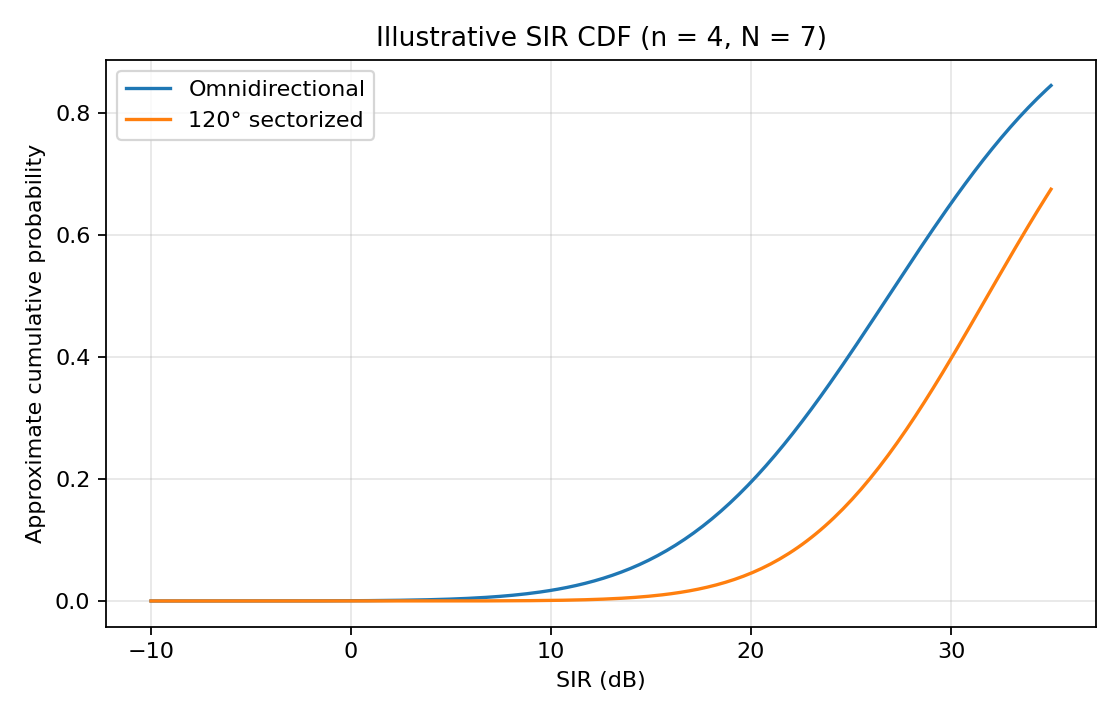 Illustrative SIR CDF (n = 4, N = 7)
Omnidirectional
120° sectorized
Approximate cumulative probability
0.8
0.6
0.4
0.2
0.0
−10
0
10
20
30
SIR (dB)